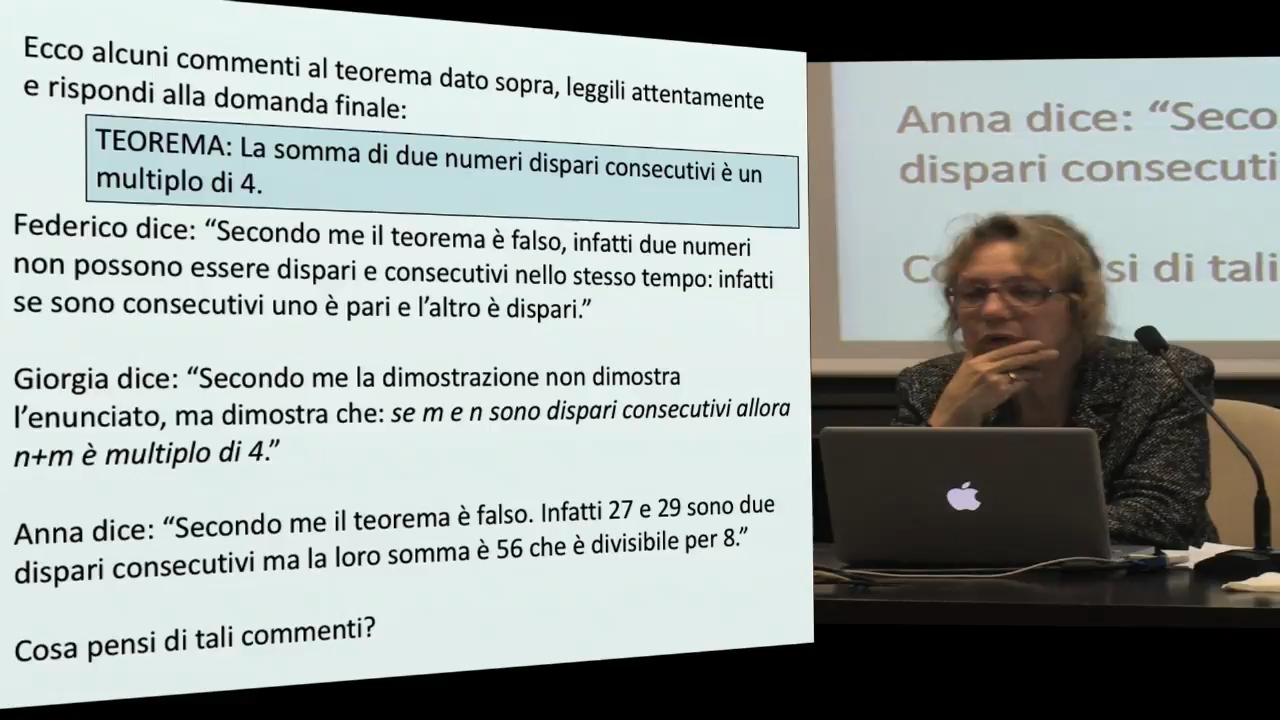 Ecco alcuni commenti al teorema dato sopra, leggili attentamente
e rispondi alla domanda finale:
TEOREMA: La somma di due numeri dispari consecutivi è un
multiplo di 4.
Federico dice: “Secondo me il teorema è falso, infatti due numeri
non possono essere dispari e consecutivi nello stesso tempo: infatti
se sono consecutivi uno è pari e l’altro è dispari.”
Giorgia dice: “Secondo me la dimostrazione non dimostra
l’enunciato, ma dimostra che: se m e n sono dispari consecutivi allora
n+m è multiplo di 4.”
Anna dice: “Secondo me il teorema è falso. Infatti 27 e 29 sono due
dispari consecutivi ma la loro somma è 56 che è divisibile per 8.”
Cosa pensi di tali commenti?
Anna dice: “Seco
dispari consecuti
si di tali